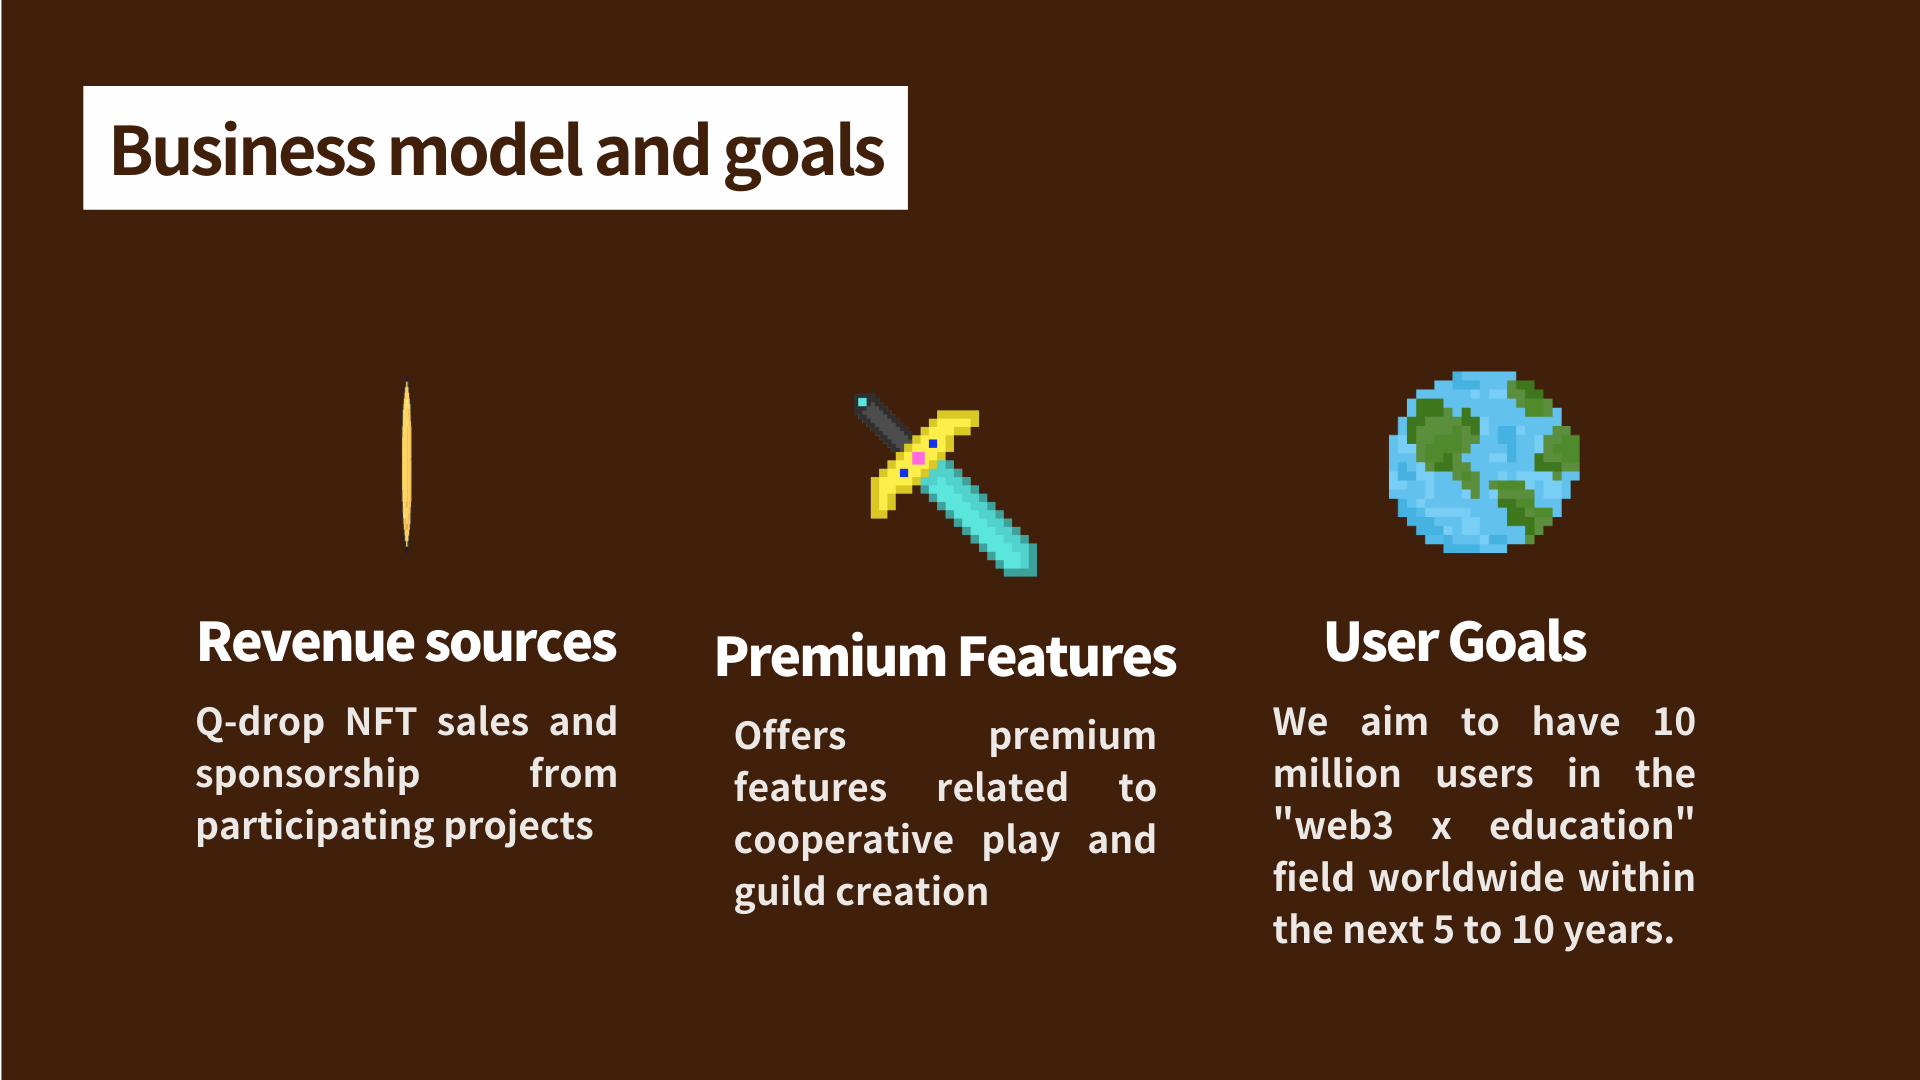 Business model and goals
Revenue sources
Q-drop NFT sales and
sponsorship from
participating projects
Premium Features
Offers premium
features related to
cooperative play and
guild creation
User Goals
We aim to have 10
million users in the
"web3 x education"
field worldwide within
the next 5 to 10 years.